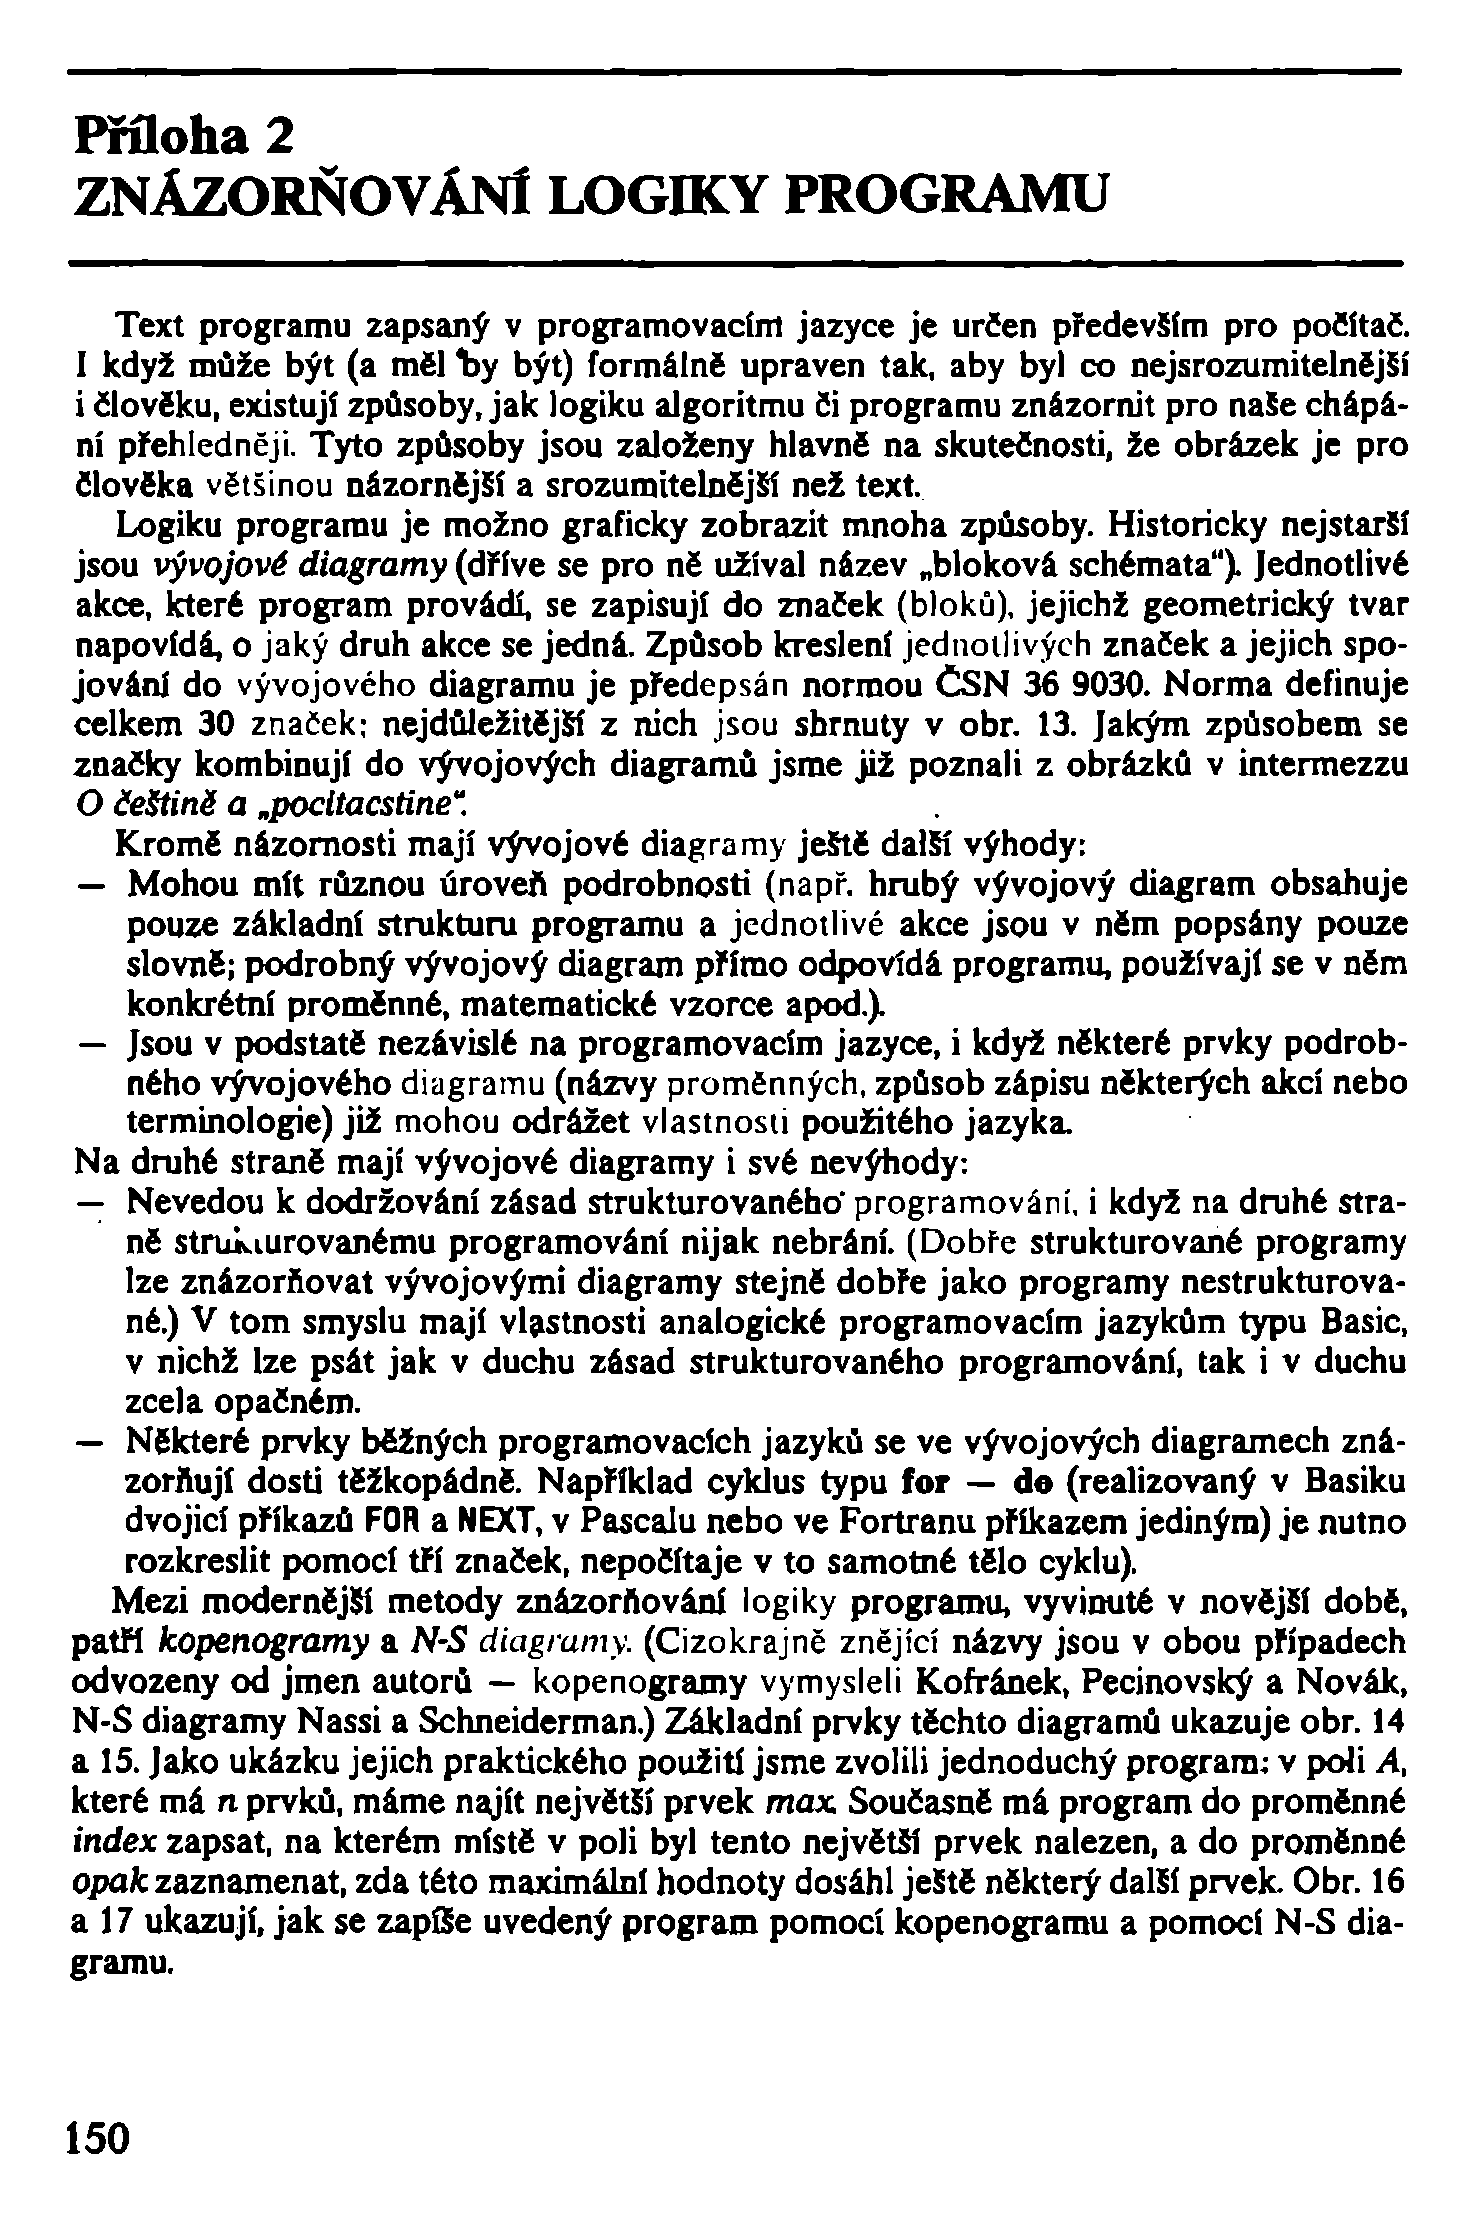 Příloha 2
ZNÁZORŇOVÁNÍ LOGIKY PROGRAMU
Text programu zapsaný v programovacím jazyce je určen především pro počítač.
I když může být (a měl by být) formálně upraven tak, aby byl co nejsrozumitelnější
i člověku, existují způsoby, jak logiku algoritmu či programu znázornit pro naše chápá-
ní přehledněji. Tyto způsoby jsou založeny hlavně na skutečnosti, že obrázek je pro
člověka většinou názornější a srozumitelnější než text.
Logiku programu je možno graficky zobrazit mnoha způsoby. Historicky nejstarší
jsou vývojové diagramy (dříve se pro ně užíval název „bloková schémata“). Jednotlivé
akce, které program provádí, se zapisují do značek (bloků), jejichž geometrický tvar
napovídá, o jaký druh akce se jedná. Způsob kreslení jednotlivých značek a jejich spo-
jování do vývojového diagramu je předepsán normou ČSN 36 9030. Norma definuje
celkem 30 značek; nejdůležitější z nich jsou shrnuty v obr. 13. Jakým způsobem se
značky kombinují do vývojových diagramů jsme již poznali z obrázků v intermezzu
O češtině a „pocitacstine“.
Kromě názornosti mají vývojové diagramy ještě další výhody:
— Mohou mít různou úroveň podrobnosti (např. hrubý vývojový diagram obsahuje
pouze základní strukturu programu a jednotlivé akce jsou v něm popsány pouze
slovně; podrobný vývojový diagram přímo odpovídá programu, používají se v něm
konkrétní proměnné, matematické vzorce apod.).
— Jsou v podstatě nezávislé na programovacím jazyce, i když některé prvky podrob-
ného vývojového diagramu (názvy proměnných, způsob zápisu některých akcí nebo
terminologie) již mohou odrážet vlastnosti použitého jazyka.
Na druhé straně mají vývojové diagramy i své nevýhody:
— Nevedou k dodržování zásad strukturovaného programování, i když na druhé stra-
ně strukturovanému programování nijak nebrání. (Dobře strukturované programy
lze znázorňovat vývojovými diagramy stejně dobře jako programy nestrukturova-
né.) V tom smyslu mají vlastnosti analogické programovacím jazykům typu Basic,
v nichž lze psát jak v duchu zásad strukturovaného programování, tak i v duchu
zcela opačném.
— Některé prvky běžných programovacích jazyků se ve vývojových diagramech zná-
zorňují dosti těžkopádně. Například cyklus typu for — do (realizovaný v Basiku
dvojicí příkazů FOR a NEXT, v Pascalu nebo ve Fortranu příkazem jediným) je nutno
rozkreslit pomocí tří značek, nepočítaje v to samotné tělo cyklu).
Mezi modernější metody znázorňování logiky programu, vyvinuté v novější době,
patří kopenogramy a N-S diagramy. (Cizokrajně znějící názvy jsou v obou případech
odvozeny od jmen autorů — kopenogramy vymysleli Kofránek, Pecinovský a Novák,
N-S diagramy Nassi a Schneiderman.) Základní prvky těchto diagramů ukazuje obr. 14
a 15. Jako ukázku jejich praktického použití jsme zvolili jednoduchý program: v poli A,
které má n prvků, máme najít největší prvek max. Současně má program do proměnné
index zapsat, na kterém místě v poli byl tento největší prvek nalezen, a do proměnné
opak zaznamenat, zda této maximální hodnoty dosáhl ještě některý další prvek. Obr. 16
a 17 ukazují, jak se zapíše uvedený program pomocí kopenogramu a pomocí N-S dia-
gramu.
150